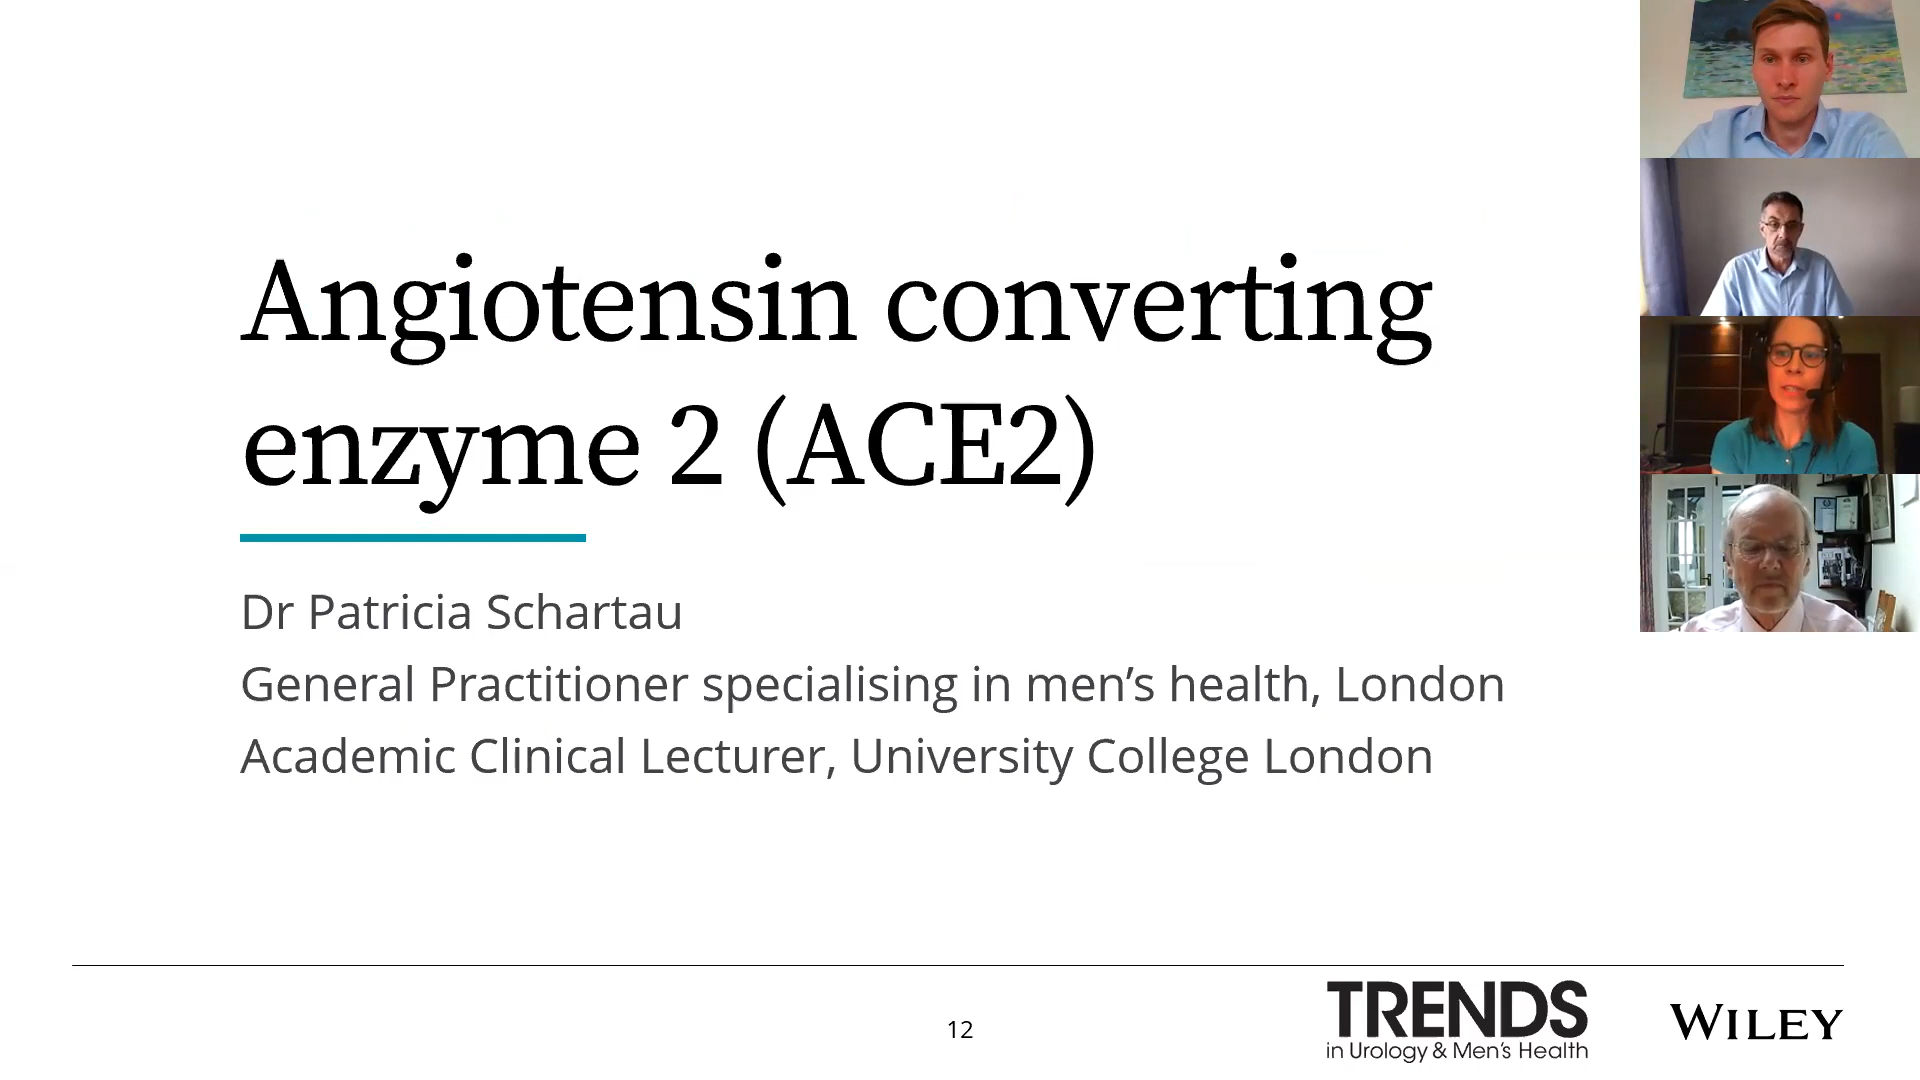 Angiotensin converting
enzyme 2 (ACE2)
Dr Patricia Schartau
General Practitioner specialising in men’s health, London
Academic Clinical Lecturer, University College London
12
TRENDS
in Urology & Men’s Health
WILEY